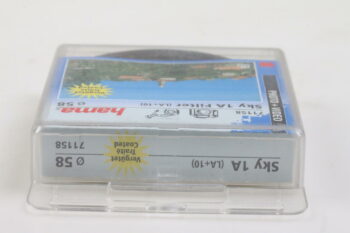 hama
Ø 58
Sky 1A Filter (LA+10)
71158
PHOTO + VIDEO
Sky 1A (LA+10)
Vergütet
Traité
Coated
Ø 58
71158